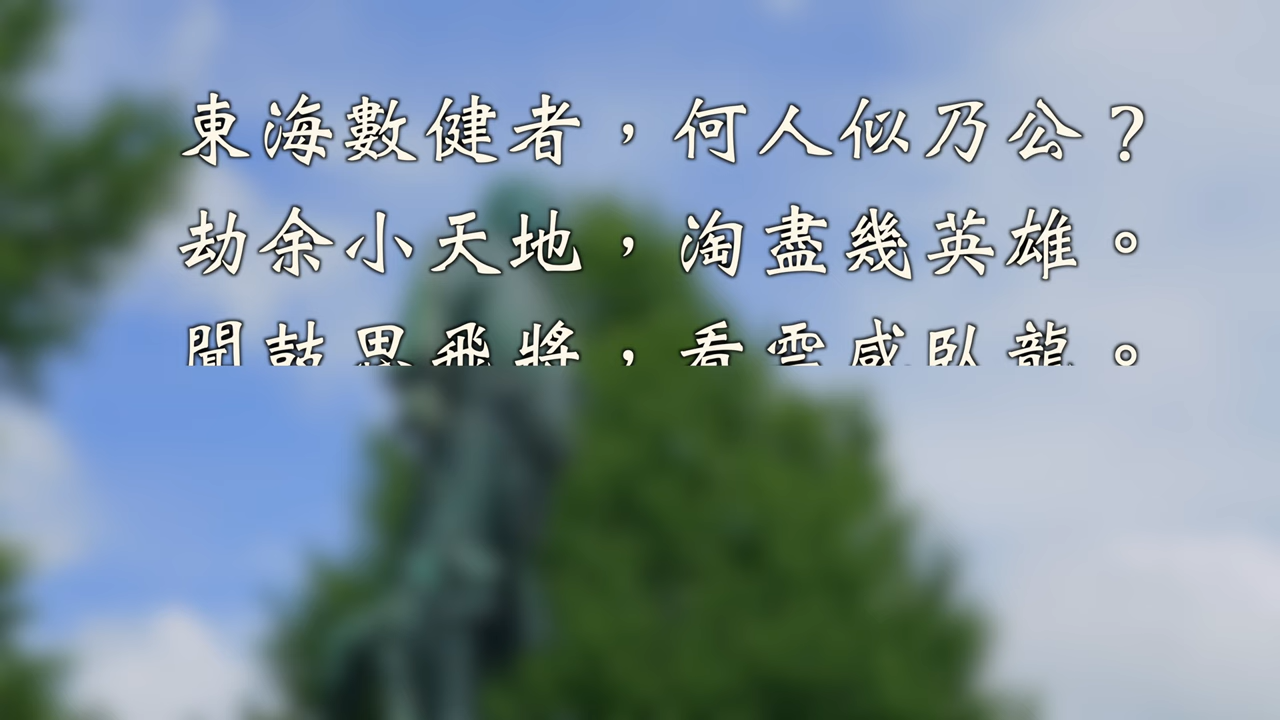 東海數健者，何人似乃公？
劫余小天地，淘盡幾英雄。
聞鼓思飛將，看雲感臥龍。